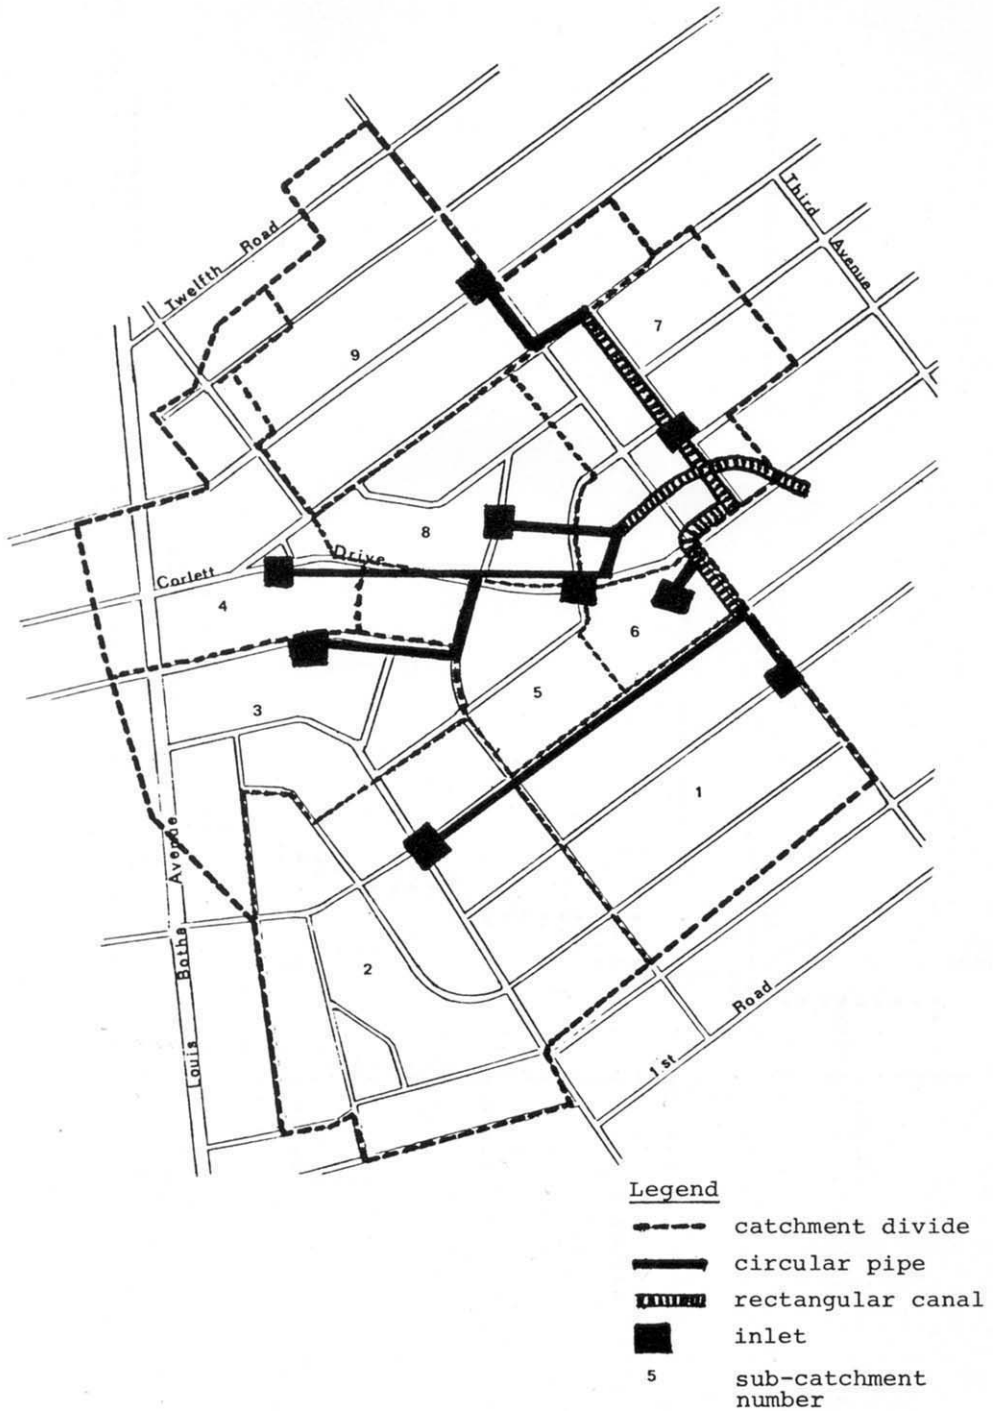 Third
Avenue
Twelfth Road
7
9
8
Drive
Corlett
4
6
5
3
1
Avenue
Botha
Louis
2
Road
1st
Legend
catchment divide
circular pipe
rectangular canal
inlet
5 sub-catchment
number